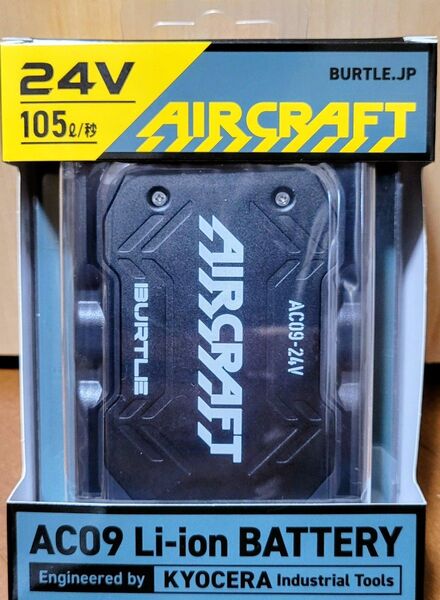 24V
BURTLE.JP
105ℓ/秒
AIRCRAFT
AIRCRAFT
BURTLE
AC09-24V
AC09 Li-ion BATTERY
Engineered by KYOCERA Industrial Tools